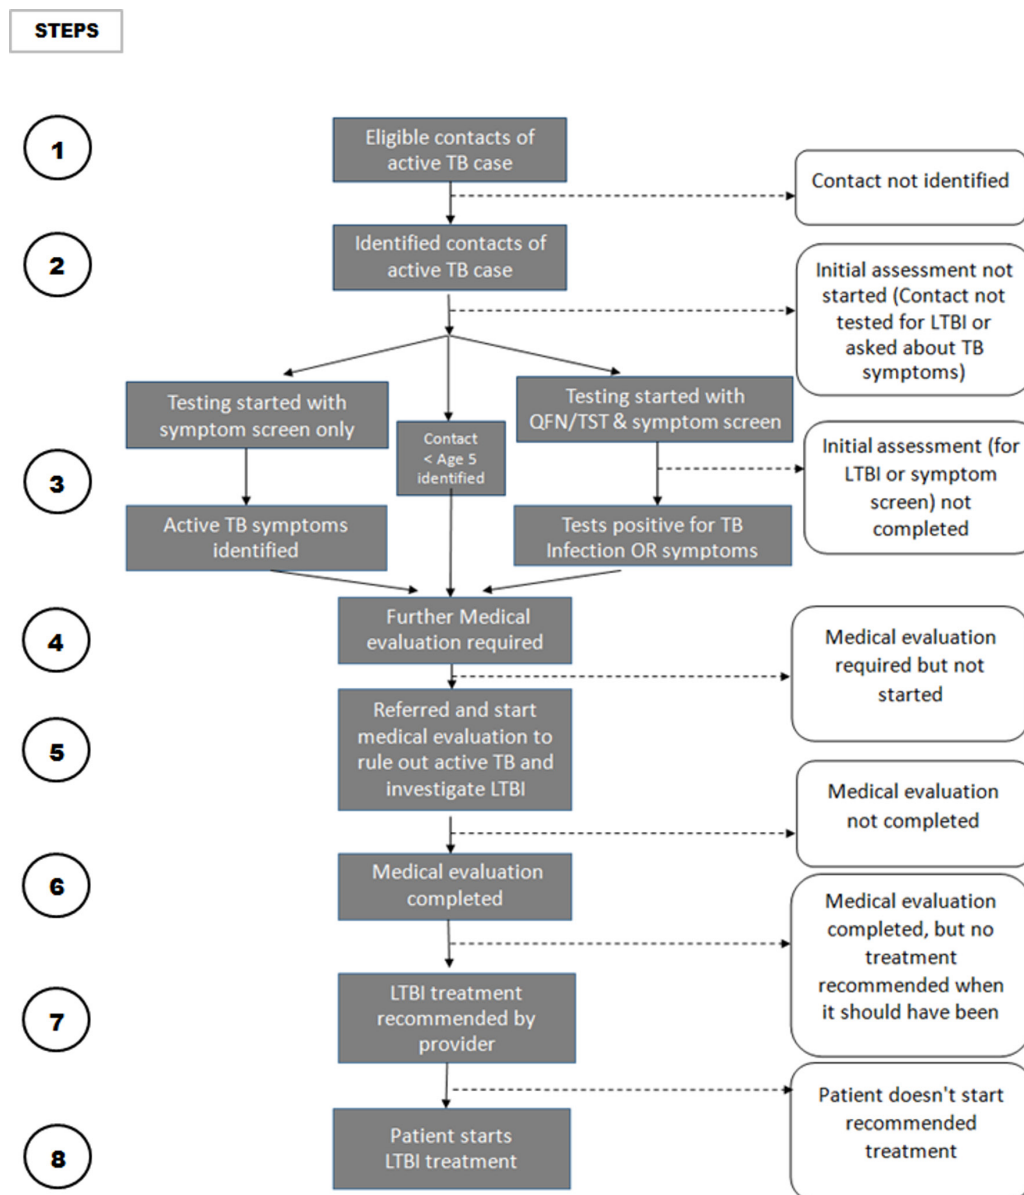 STEPS
1
Eligible contacts of
active TB case
Contact not identified
2
Identified contacts of
active TB case
Initial assessment not
started (Contact not
tested for LTBI or
asked about TB
symptoms)
3
Testing started with
symptom screen only
Contact
< Age 5
identified
Testing started with
QFN/TST & symptom screen
Initial assessment (for
LTBI or symptom
screen) not
completed
Active TB symptoms
identified
Tests positive for TB
Infection OR symptoms
4
Further Medical
evaluation required
Medical evaluation
required but not
started
5
Referred and start
medical evaluation to
rule out active TB and
investigate LTBI
Medical evaluation
not completed
6
Medical evaluation
completed
Medical evaluation
completed, but no
treatment
recommended when
it should have been
7
LTBI treatment
recommended by
provider
Patient doesn't start
recommended
treatment
8
Patient starts
LTBI treatment